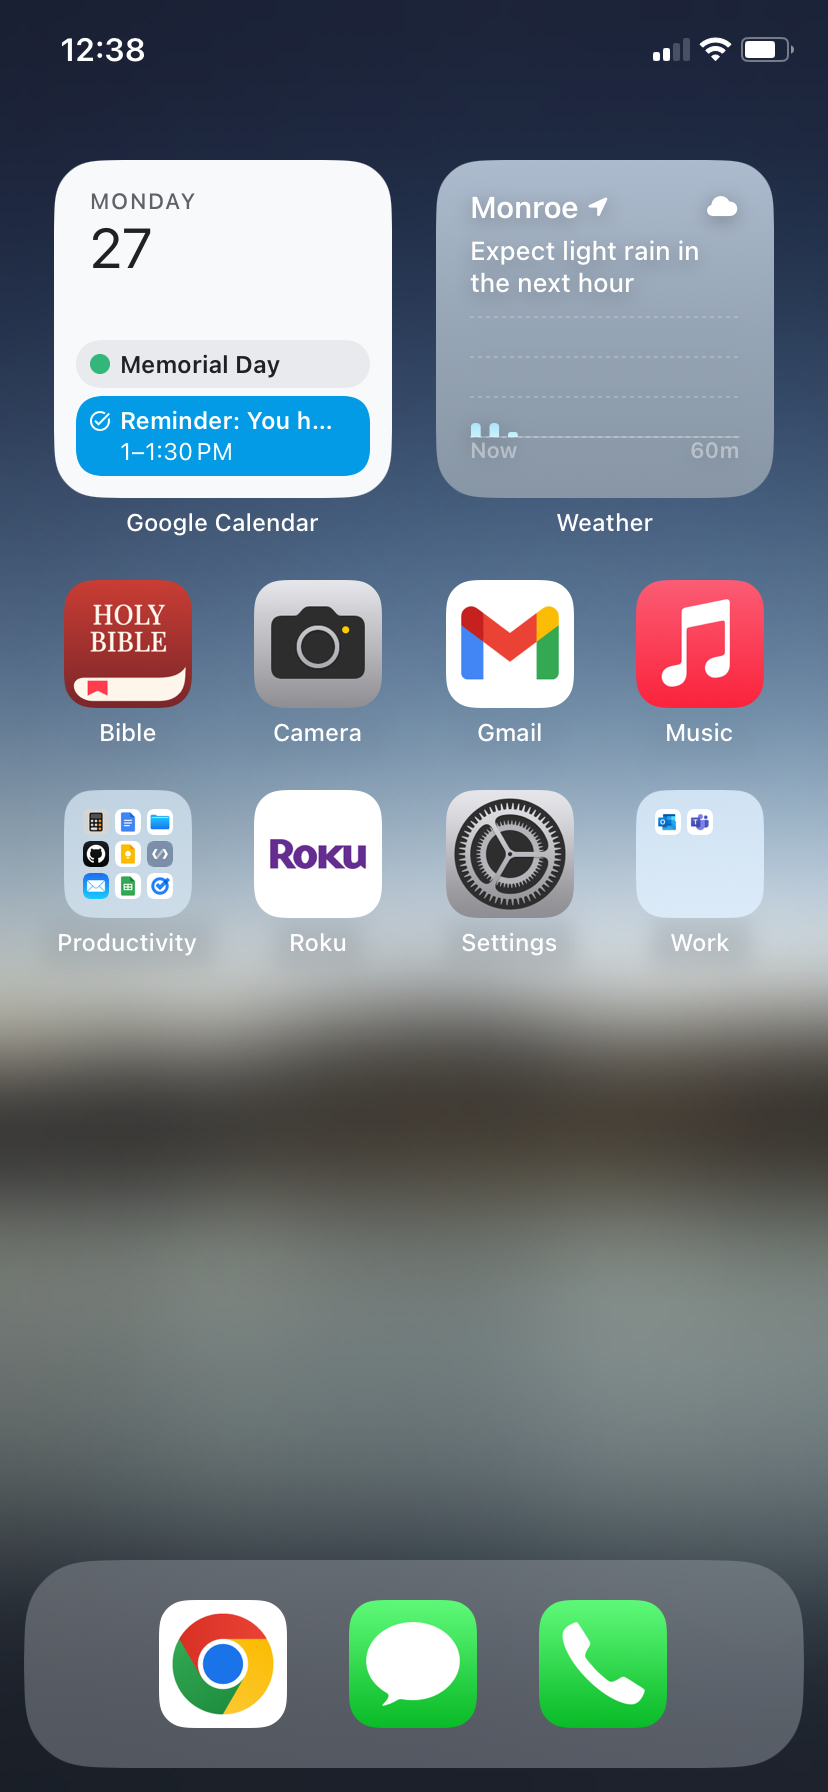 12:38
MONDAY
27
Memorial Day
Reminder: You h...
1–1:30 PM
Google Calendar
Monroe
Expect light rain in
the next hour
Now 60m
Weather
HOLY
BIBLE
Bible
Camera
Gmail
Music
Productivity
Roku
Roku
Settings
Work